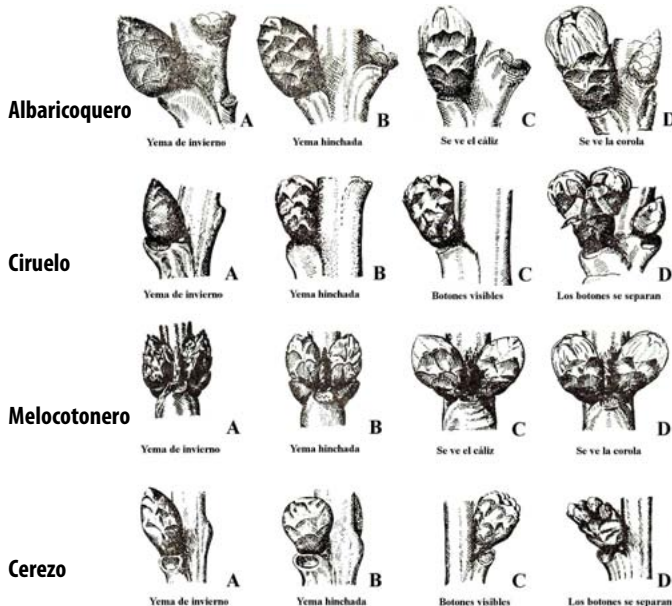 Albaricoquero
A B C D
Yema de invierno Yema hinchada Se ve el cáliz Se ve la corola
Ciruelo
A B C D
Yema de invierno Yema hinchada Botones visibles Los botones se separan
Melocotonero
A B C D
Yema de invierno Yema hinchada Se ve el cáliz Se ve la corola
Cerezo
A B C D
Yema de invierno Yema hinchada Botones visibles Los botones se separan